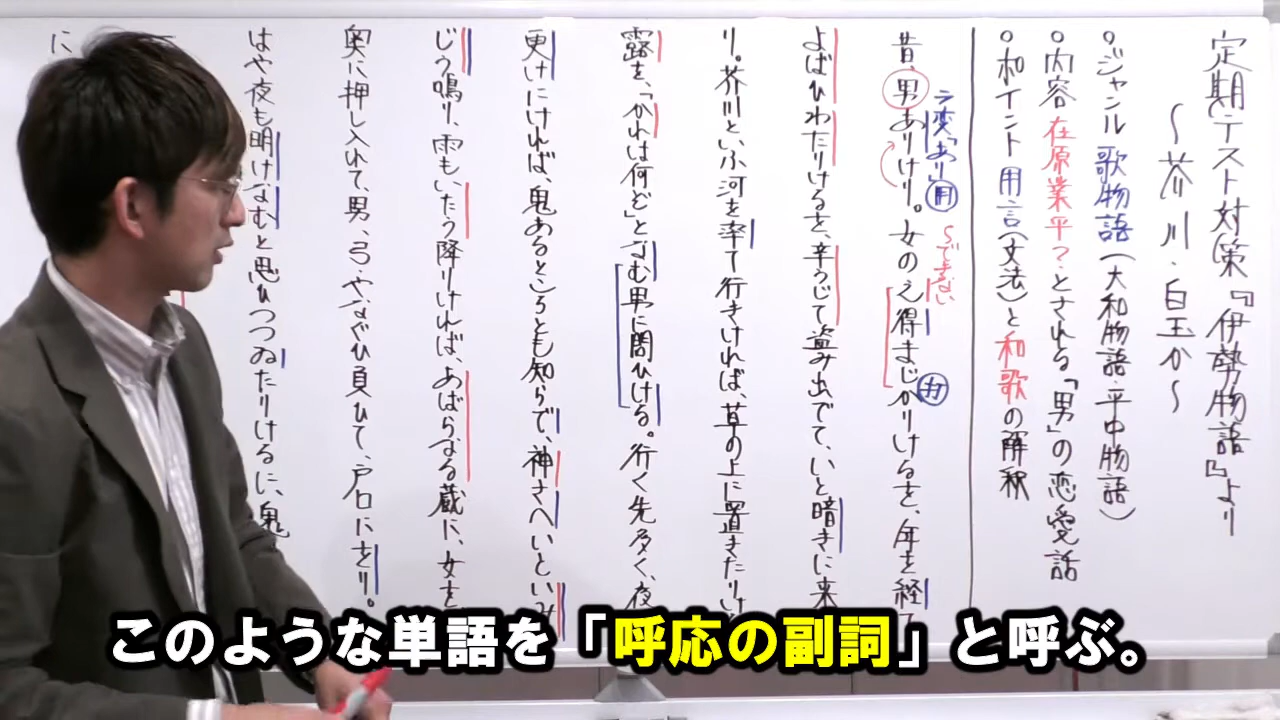 定期テスト対策『伊勢物語』より
～芥川・白玉か～
○ジャンル 歌物語(大和物語・平中物語)
○内容 在原業平?とされる「男」の恋愛話
○ポイント 用言(文法)と和歌の解釈
ラ変「あり」用
～できない
昔、男ありけり。女のえ得まじかりけるを、年を経て
打
よばひわたりけるを、辛うじて盗み出でて、いと暗きに来
り。芥川といふ河を率て行きければ、草の上に置きたりけ
露を、「かれは何ぞ」となむ男に問ひける。行く先多く、夜
更けにければ、鬼あるところとも知らで、神さへいといみ
じう鳴り、雨もいたう降りければ、あばらなる蔵に、女を
奥に押し入れて、男、弓・やなぐひ負ひて、戸口にをり。
はや夜も明けなむと思ひつつゐたりけるに、鬼
に
このような単語を「呼応の副詞」と呼ぶ。